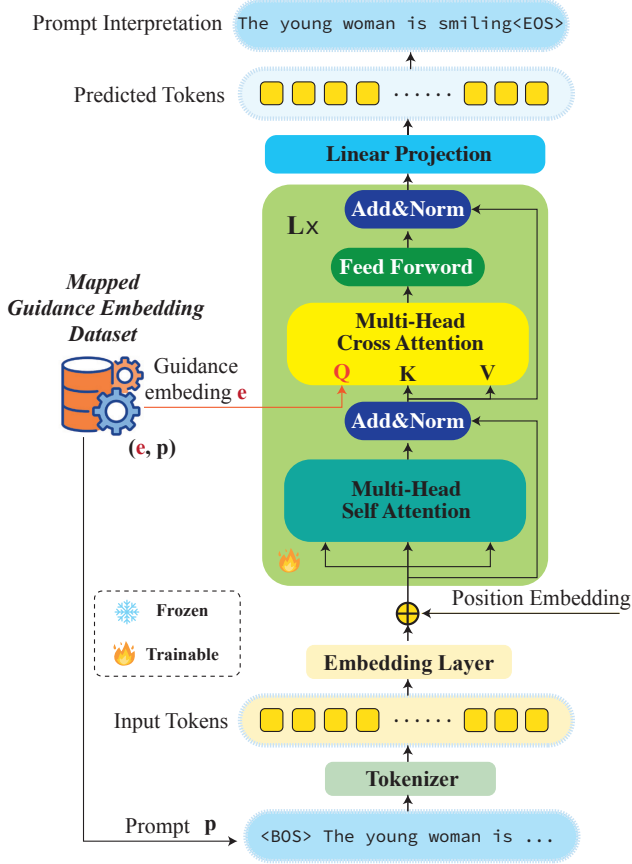 Prompt Interpretation
The young woman is smiling<EOS>
Predicted Tokens
......
Linear Projection
Add&Norm
Lx
Feed Forword
Mapped
Guidance Embedding
Dataset
Multi-Head
Cross Attention
Guidance
embeding e
Q K V
(e, p)
Add&Norm
Multi-Head
Self Attention
Position Embedding
Frozen
Trainable
Embedding Layer
Input Tokens
......
Tokenizer
Prompt p
<BOS> The young woman is ...